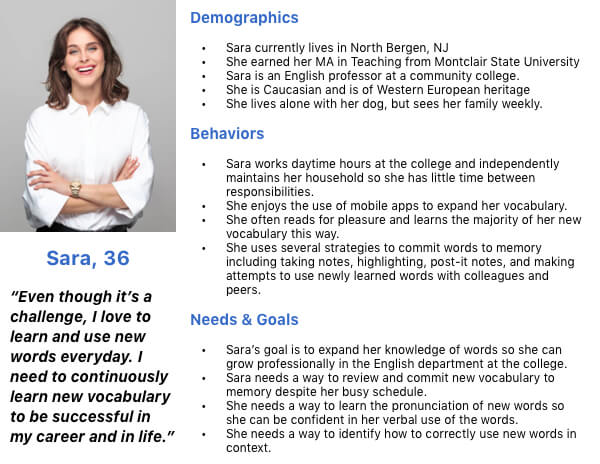 Demographics
• Sara currently lives in North Bergen, NJ
• She earned her MA in Teaching from Montclair State University
• Sara is an English professor at a community college.
• She is Caucasian and is of Western European heritage
• She lives alone with her dog, but sees her family weekly.
Behaviors
• Sara works daytime hours at the college and independently
maintains her household so she has little time between
responsibilities.
• She enjoys the use of mobile apps to expand her vocabulary.
• She often reads for pleasure and learns the majority of her new
vocabulary this way.
• She uses several strategies to commit words to memory
including taking notes, highlighting, post-it notes, and making
attempts to use newly learned words with colleagues and
peers.
Needs & Goals
• Sara's goal is to expand her knowledge of words so she can
grow professionally in the English department at the college.
• Sara needs a way to review and commit new vocabulary to
memory despite her busy schedule.
• She needs a way to learn the pronunciation of new words so
she can be confident in her verbal use of the words.
• She needs a way to identify how to correctly use new words in
context.
Sara, 36
“Even though it’s a
challenge, I love to
learn and use new
words everyday. I
need to continuously
learn new vocabulary
to be successful in
my career and in life.”